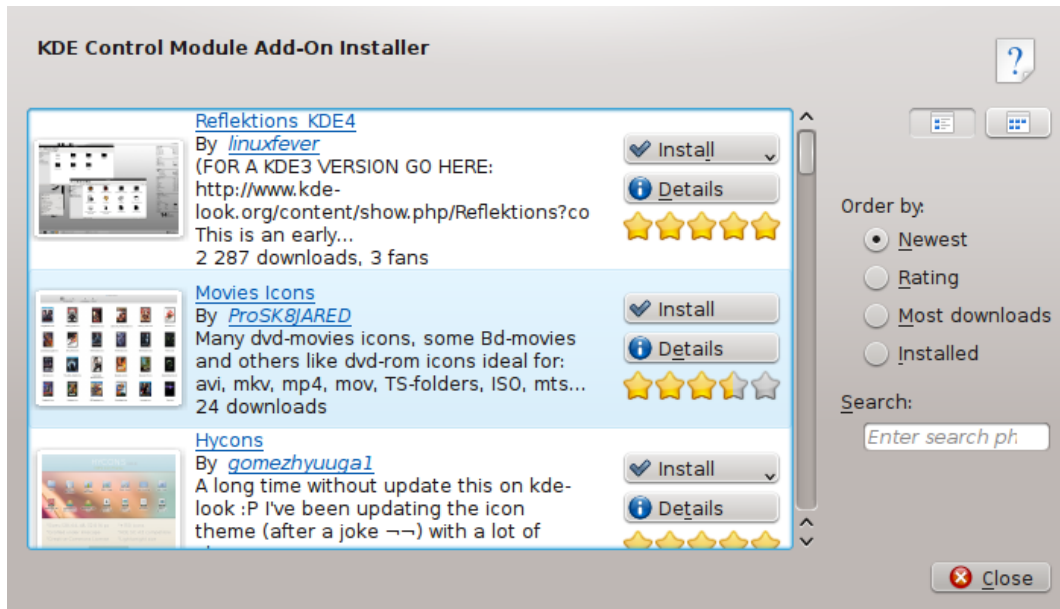 KDE Control Module Add-On Installer
?
Reflektions KDE4
By linuxfever
(FOR A KDE3 VERSION GO HERE:
http://www.kde-
look.org/content/show.php/Reflektions?co
This is an early...
2 287 downloads, 3 fans
Install
Details
Movies Icons
By ProSK8JARED
Many dvd-movies icons, some Bd-movies
and others like dvd-rom icons ideal for:
avi, mkv, mp4, mov, TS-folders, ISO, mts...
24 downloads
Install
Details
Hycons
By gomezhyuuga1
A long time without update this on kde-
look :P I've been updating the icon
theme (after a joke ¬¬) with a lot of
Install
Details
Order by:
Newest
Rating
Most downloads
Installed
Search:
Enter search ph
Close